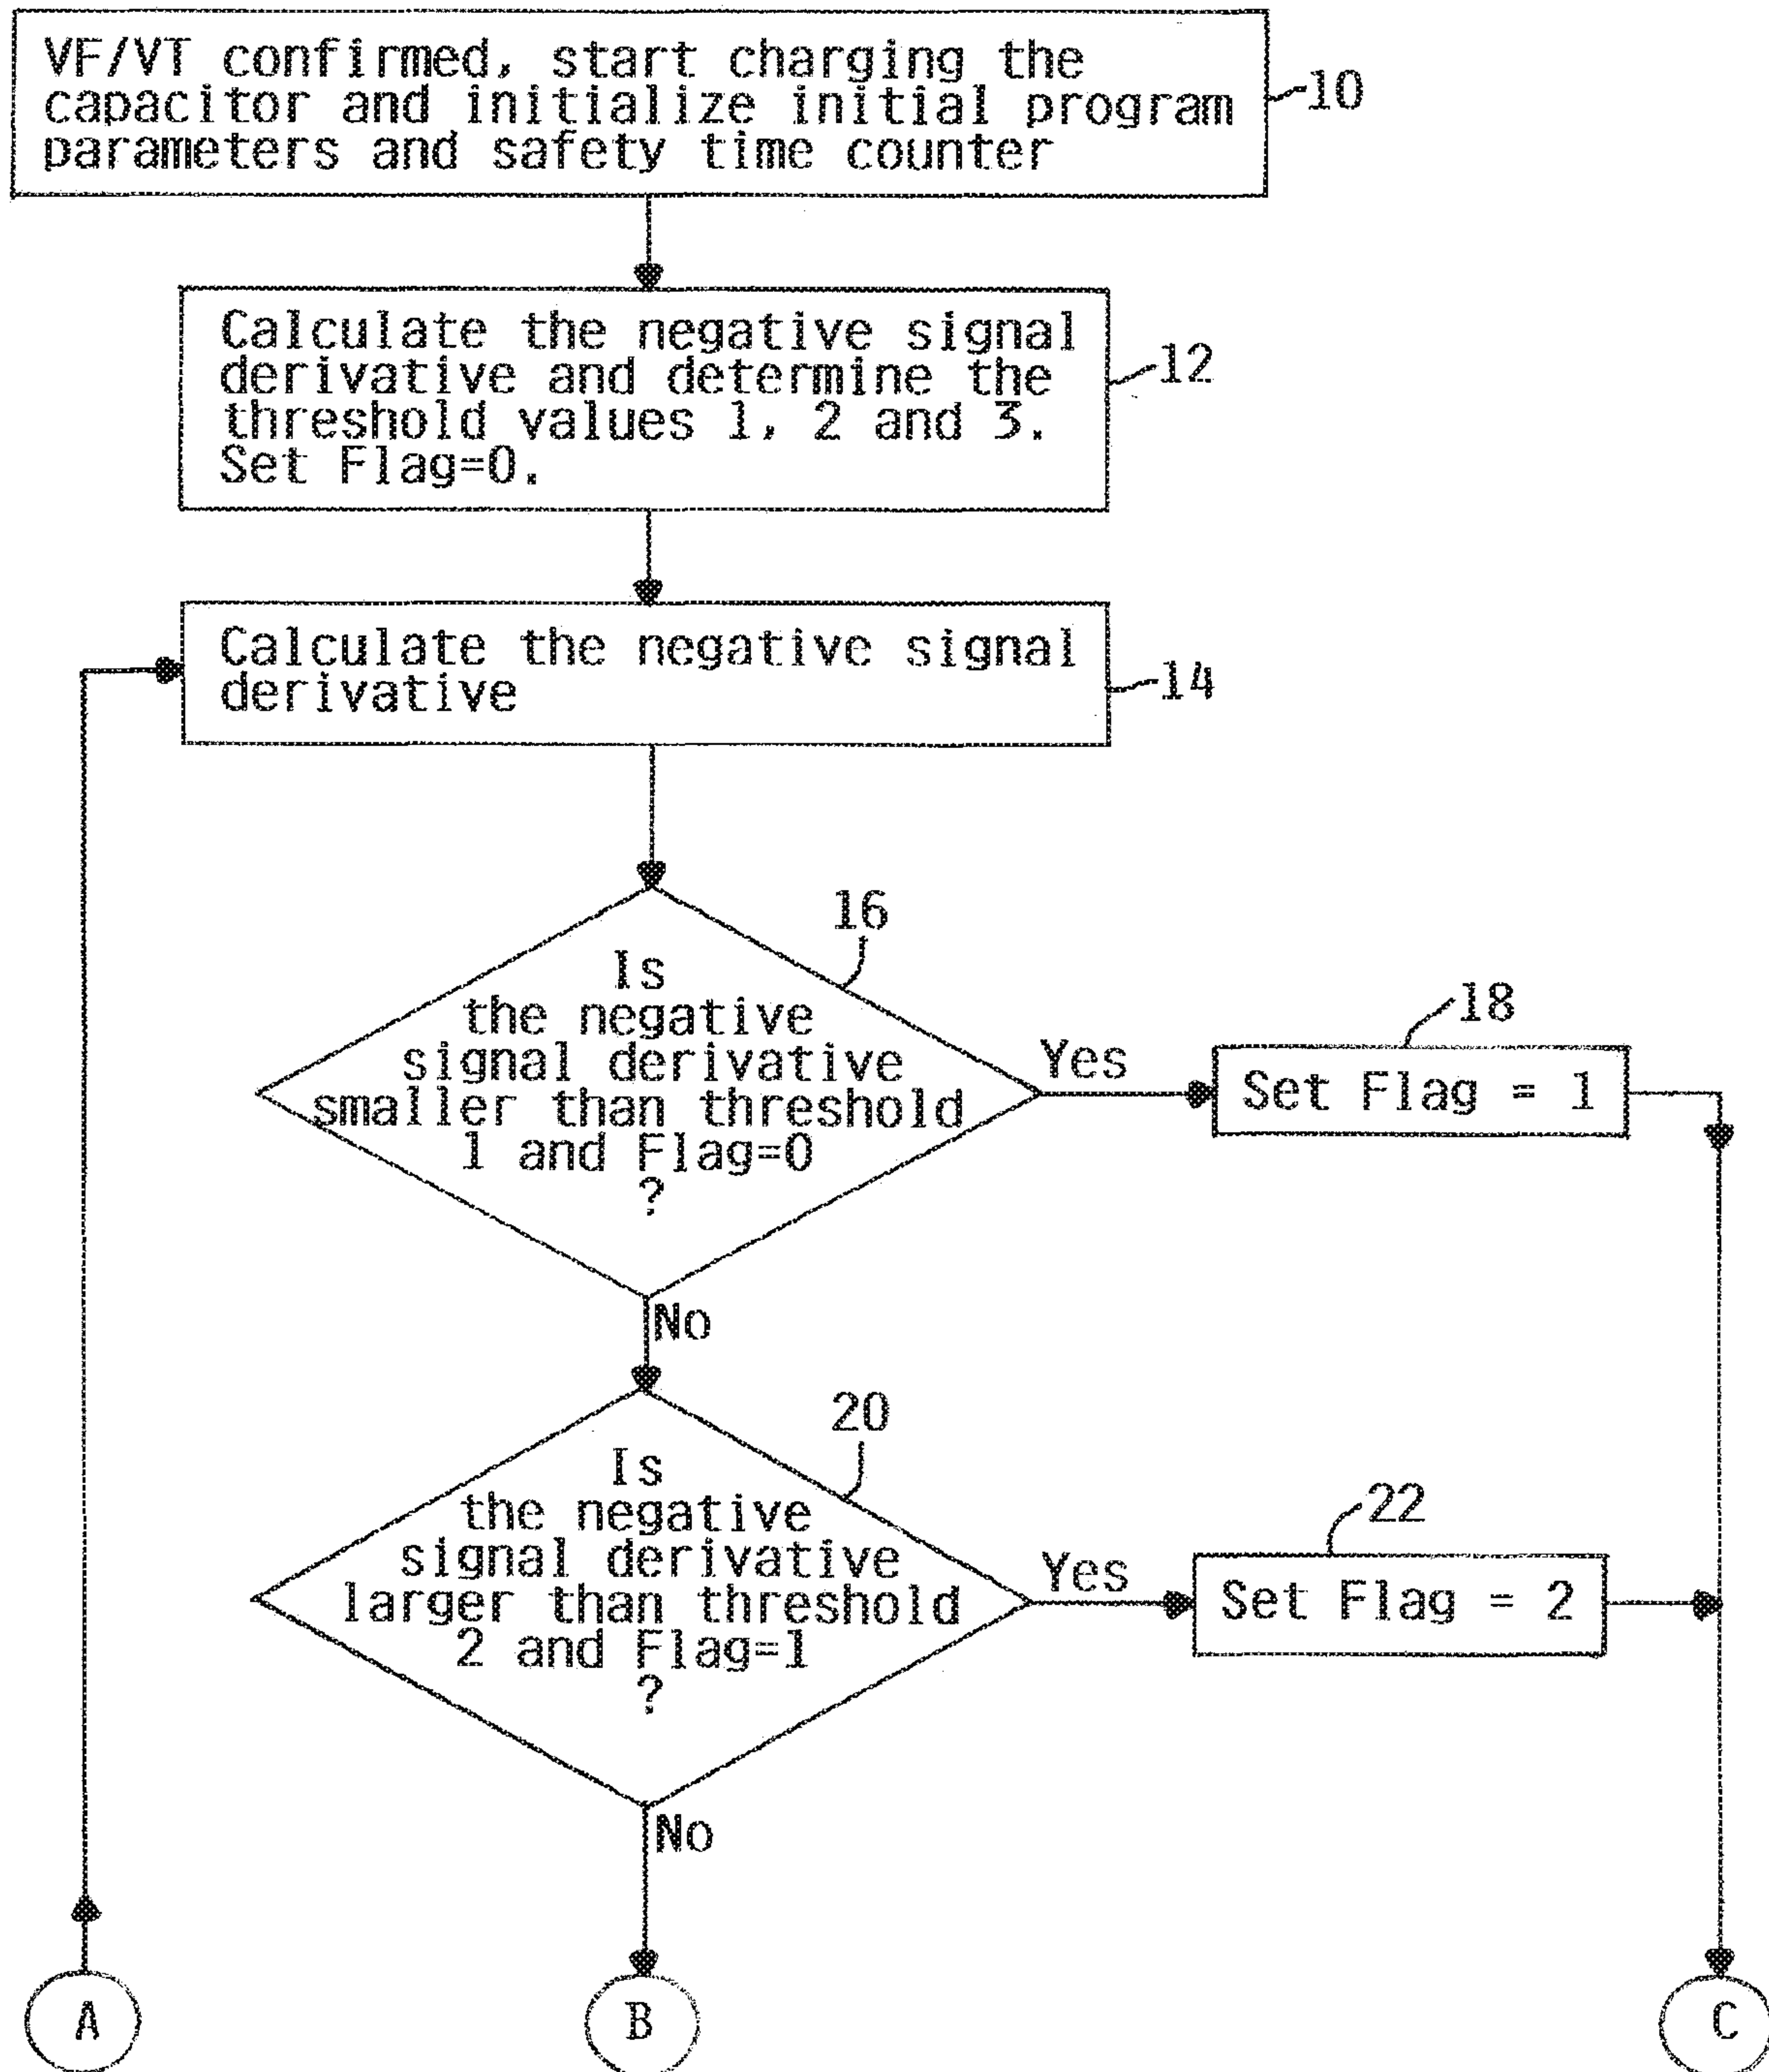 VF/VT confirmed, start charging the
capacitor and initialize initial program
parameters and safety time counter
10
Calculate the negative signal
derivative and determine the
threshold values 1, 2 and 3.
Set Flag=0.
12
Calculate the negative signal
derivative
14
16
Is
the negative
signal derivative
smaller than threshold
1 and Flag=0
?
Yes
18
Set Flag = 1
No
20
Is
the negative
signal derivative
larger than threshold
2 and Flag=1
?
Yes
22
Set Flag = 2
No
A
B
C